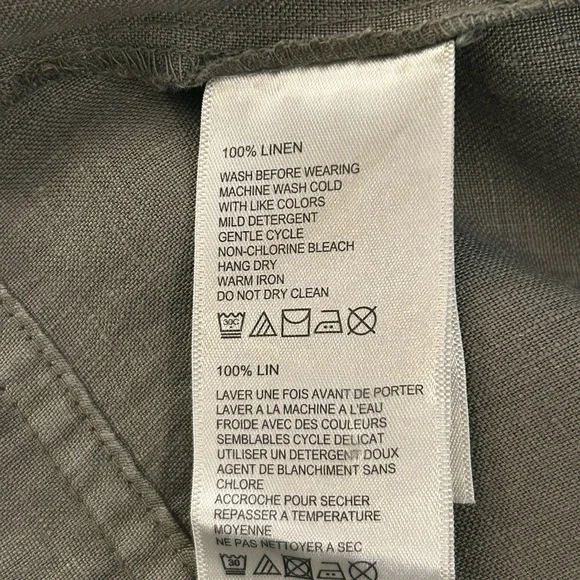 100% LINEN
WASH BEFORE WEARING
MACHINE WASH COLD
WITH LIKE COLORS
MILD DETERGENT
GENTLE CYCLE
NON-CHLORINE BLEACH
HANG DRY
WARM IRON
DO NOT DRY CLEAN
30C
100% LIN
LAVER UNE FOIS AVANT DE PORTER
LAVER A LA MACHINE A L'EAU
FROIDE AVEC DES COULEURS
SEMBLABLES CYCLE DELICAT
UTILISER UN DETERGENT DOUX
AGENT DE BLANCHIMENT SANS
CHLORE
ACCROCHE POUR SECHER
REPASSER A TEMPERATURE
MOYENNE
NE PAS NETTOYER A SEC
30